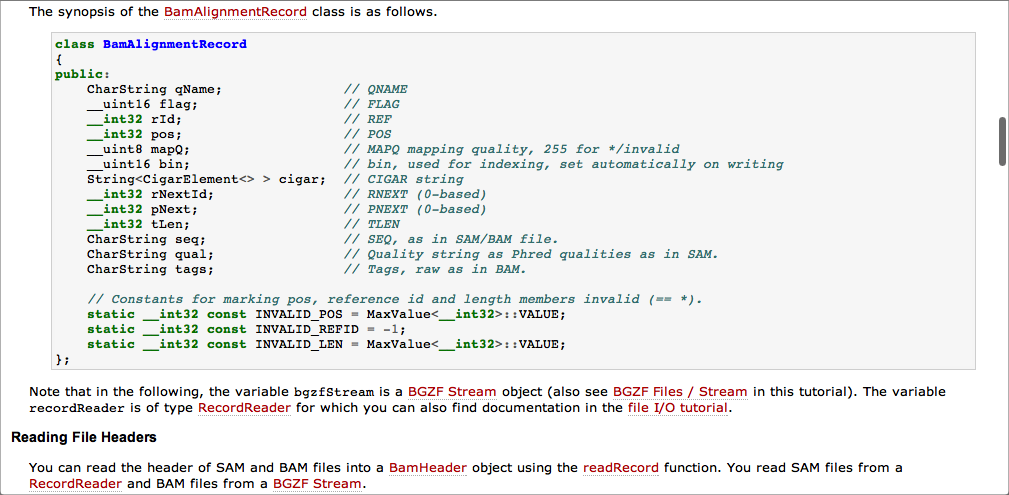 The synopsis of the BamAlignmentRecord class is as follows.
class BamAlignmentRecord
{
public:
    CharString qName;               // QNAME
    __uint16 flag;                  // FLAG
    __int32 rId;                    // REF
    __int32 pos;                    // POS
    __uint8 mapQ;                   // MAPQ mapping quality, 255 for */invalid
    __uint16 bin;                   // bin, used for indexing, set automatically on writing
    String<CigarElement<> > cigar;  // CIGAR string
    __int32 rNextId;                // RNEXT (0-based)
    __int32 pNext;                  // PNEXT (0-based)
    __int32 tLen;                   // TLEN
    CharString seq;                 // SEQ, as in SAM/BAM file.
    CharString qual;                // Quality string as Phred qualities as in SAM.
    CharString tags;                // Tags, raw as in BAM.
    // Constants for marking pos, reference id and length members invalid (== *).
    static __int32 const INVALID_POS = MaxValue<__int32>::VALUE;
    static __int32 const INVALID_REFID = -1;
    static __int32 const INVALID_LEN = MaxValue<__int32>::VALUE;
};
Note that in the following, the variable bgzfStream is a BGZF Stream object (also see BGZF Files / Stream in this tutorial). The variable
recordReader is of type RecordReader for which you can also find documentation in the file I/O tutorial.
Reading File Headers
You can read the header of SAM and BAM files into a BamHeader object using the readRecord function. You read SAM files from a
RecordReader and BAM files from a BGZF Stream.